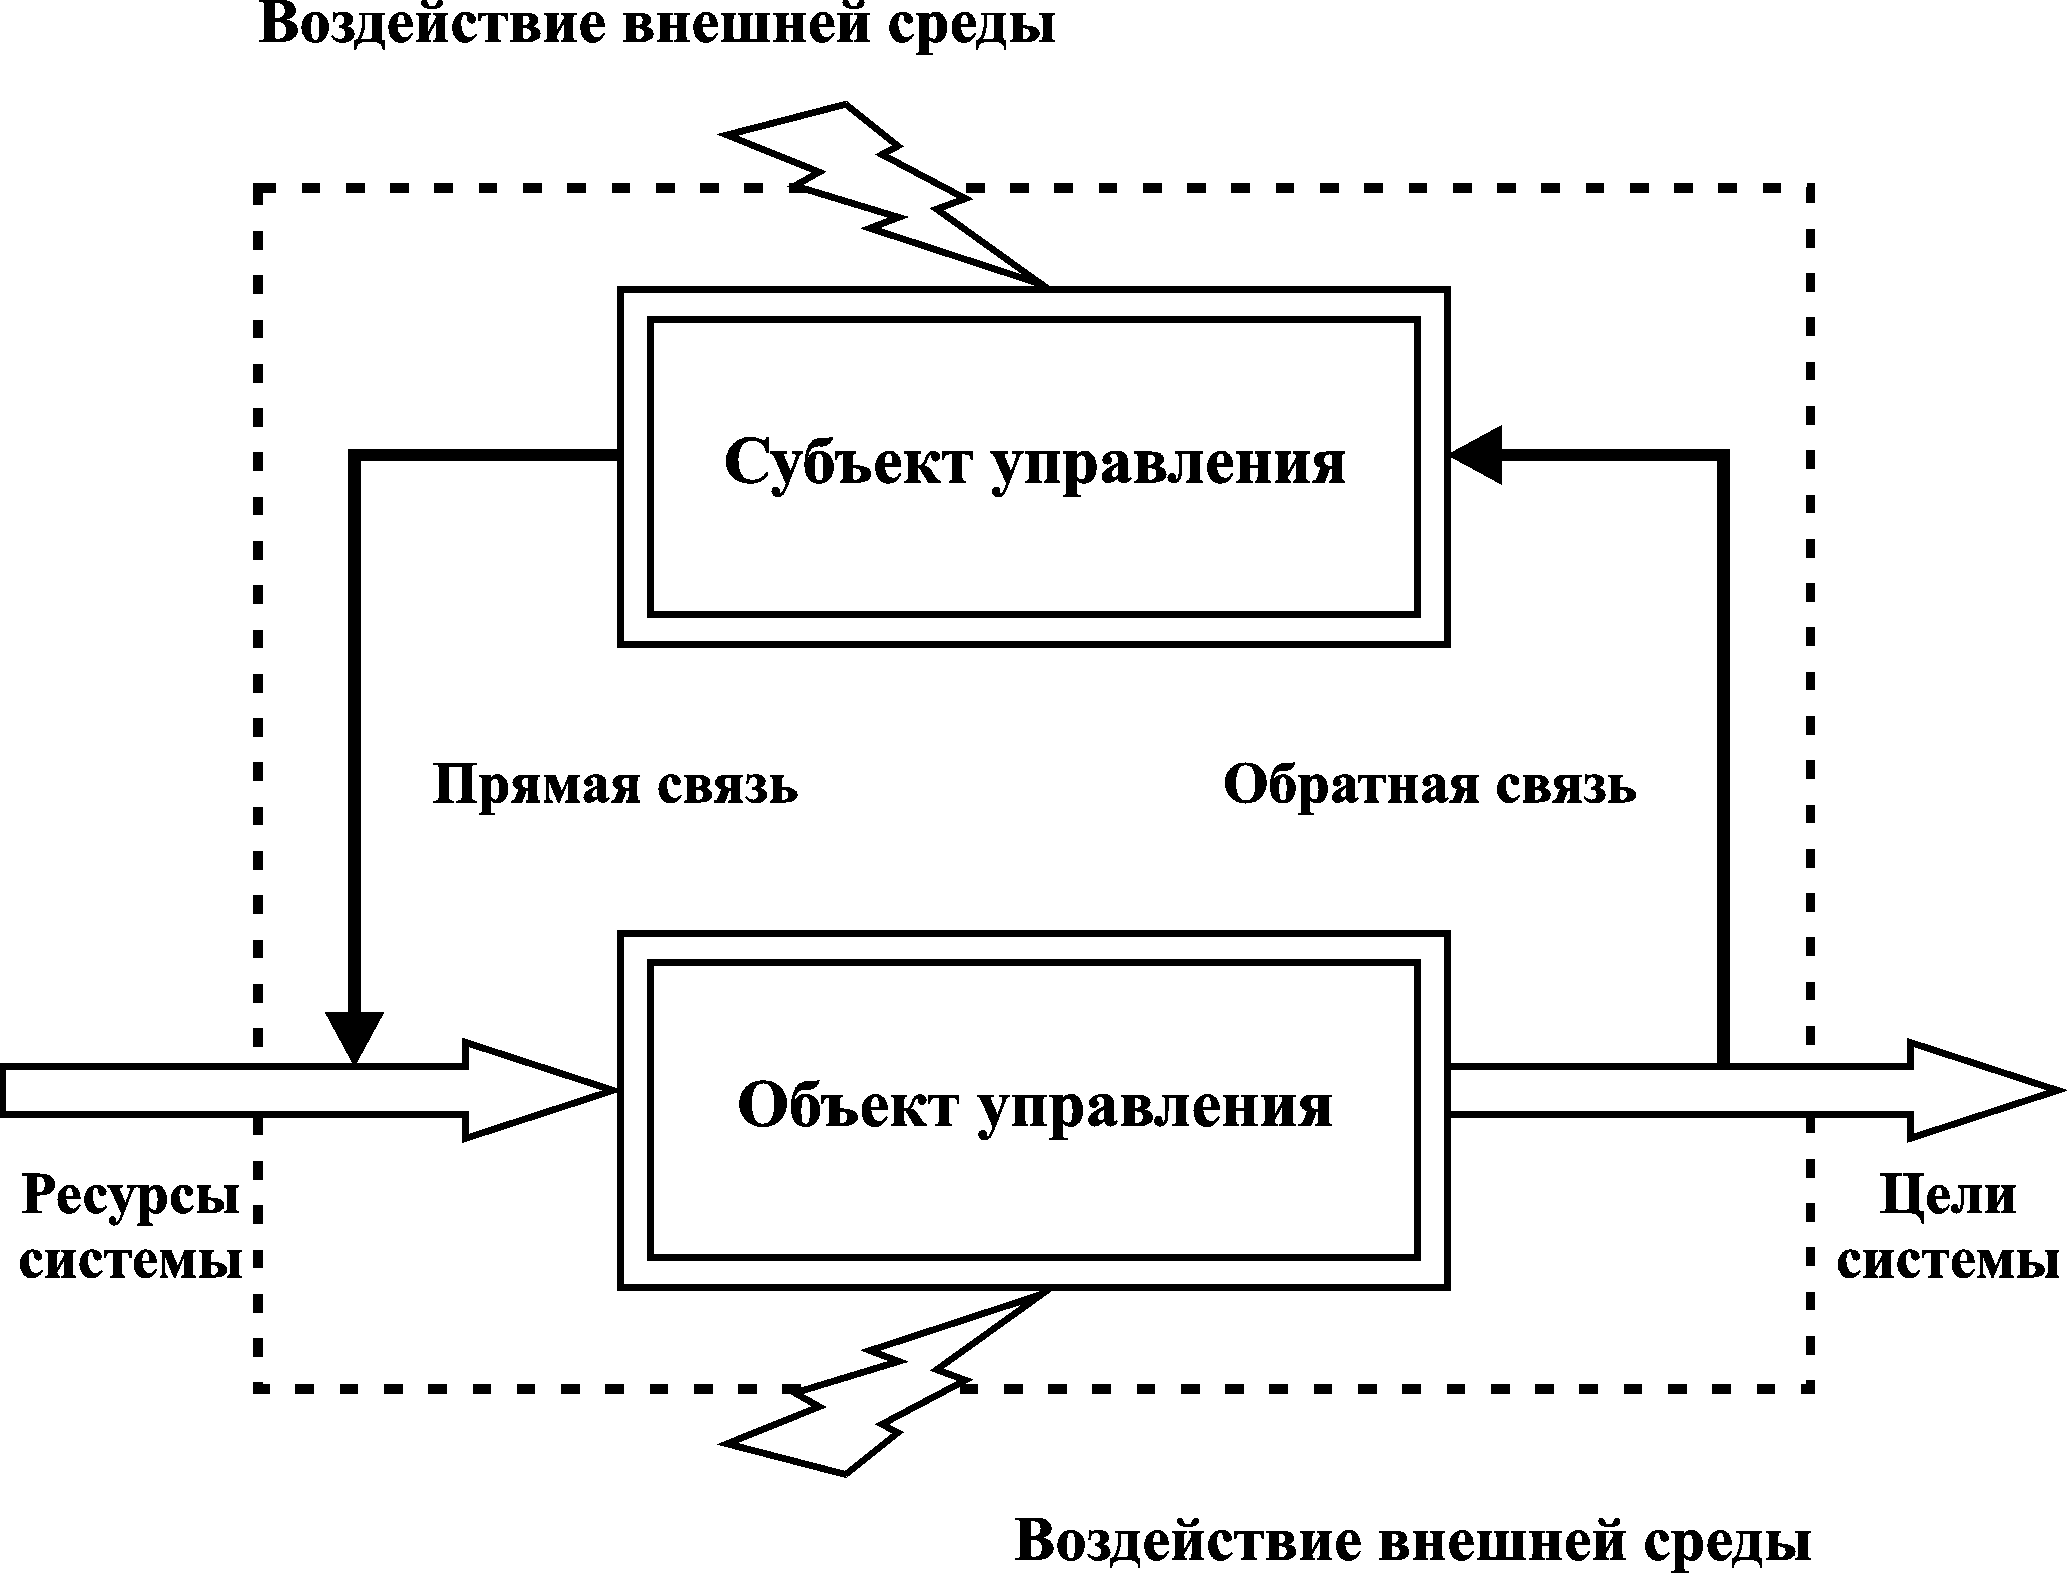 Воздействие внешней среды
Субъект управления
Прямая связь
Обратная связь
Объект управления
Ресурсы
системы
Цели
системы
Воздействие внешней среды